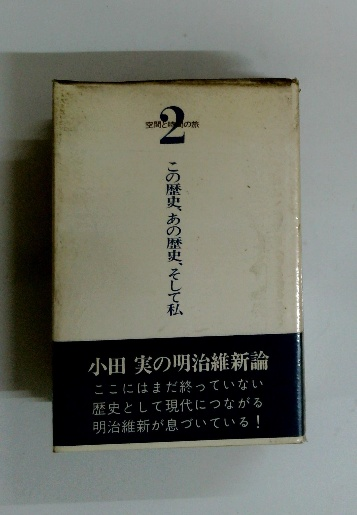 2
空間と時間の旅
この歴史、あの歴史、そして私
小田 実の明治維新論
ここにはまだ終っていない
歴史として現代につながる
明治維新が息づいている！